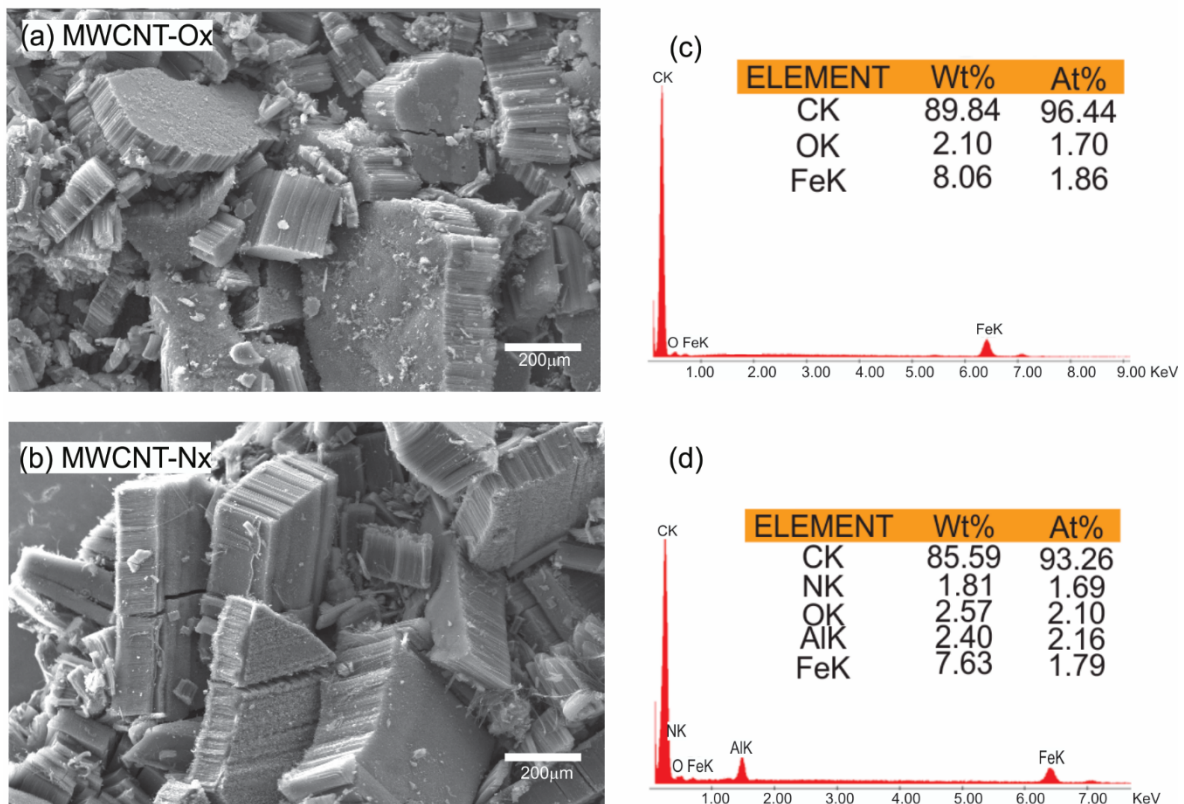 (a) MWCNT-Ox
200µm
(c)
CK
ELEMENT Wt% At%
CK 89.84 96.44
OK 2.10 1.70
FeK 8.06 1.86
O FeK
FeK
1.00 2.00 3.00 4.00 5.00 6.00 7.00 8.00 9.00 KeV
(b) MWCNT-Nx
200µm
(d)
CK
ELEMENT Wt% At%
CK 85.59 93.26
NK 1.81 1.69
OK 2.57 2.10
AlK 2.40 2.16
FeK 7.63 1.79
NK
O FeK
AlK
FeK
1.00 2.00 3.00 4.00 5.00 6.00 7.00 KeV